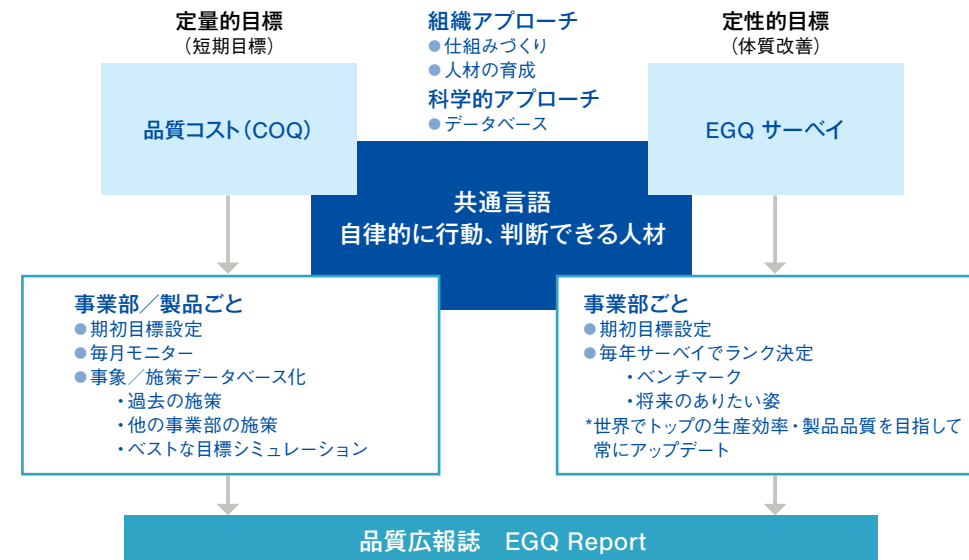 定量的目標
（短期目標）
品質コスト（COQ）
組織アプローチ
●仕組みづくり
●人材の育成
科学的アプローチ
●データベース
定性的目標
（体質改善）
EGQ サーベイ
共通言語
自律的に行動、判断できる人材
事業部／製品ごと
●期初目標設定
●毎月モニター
●事象／施策データベース化
・過去の施策
・他の事業部の施策
・ベストな目標シミュレーション
事業部ごと
●期初目標設定
●毎年サーベイでランク決定
・ベンチマーク
・将来のありたい姿
*世界でトップの生産効率・製品品質を目指して
常にアップデート
品質広報誌　EGQ Report